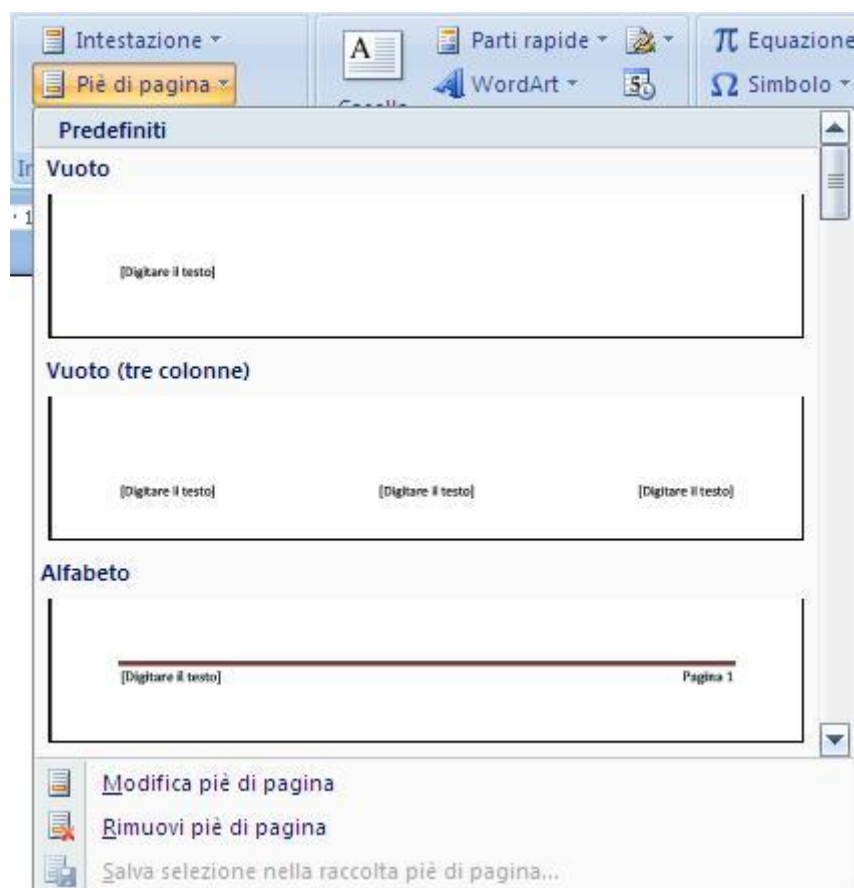 Intestazione
A
Parti rapide
π Equazione
Piè di pagina
WordArt
5
Ω Simbolo
Predefiniti
Vuoto
[Digitare il testo]
Vuoto (tre colonne)
[Digitare il testo] [Digitare il testo] [Digitare il testo]
Alfabeto
[Digitare il testo] Pagina 1
Modifica piè di pagina
Rimuovi piè di pagina
Salva selezione nella raccolta piè di pagina...